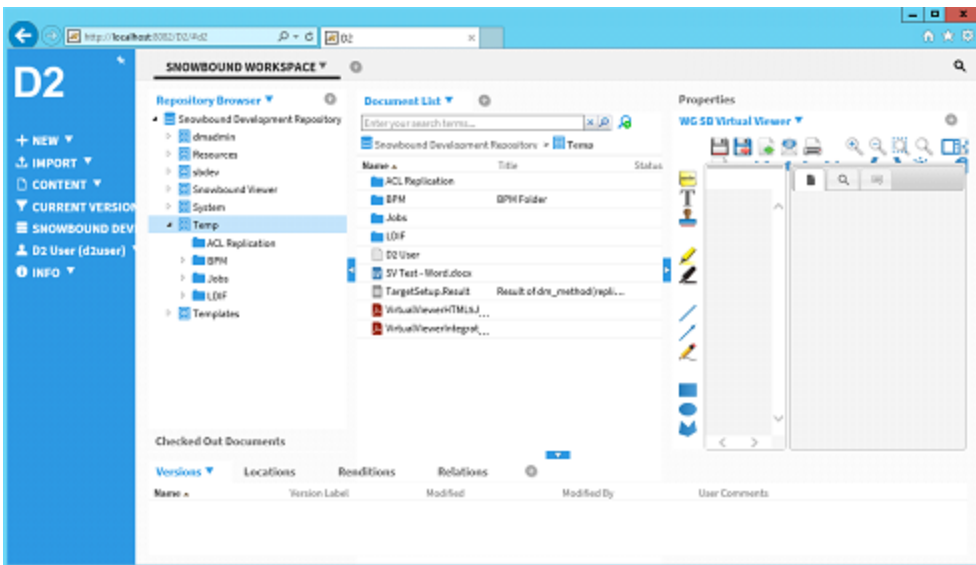 http://localhost:8082/D2/#d2
D2
D2
SNOWBOUND WORKSPACE
+ NEW
IMPORT
CONTENT
CURRENT VERSION
SNOWBOUND DEV
D2 User (d2user)
INFO
Repository Browser
Snowbound Development Repository
dmadmin
Resources
sbdev
Snowbound Viewer
System
Temp
ACL Replication
BPM
Jobs
LDIF
Templates
Checked Out Documents
Document List
Enter your search terms...
Snowbound Development Repository Temp
Name Title Status
ACL Replication
BPM BPM Folder
Jobs
LDIF
D2 User
SV Test - Word.docx
TargetSetup.Result Result of dm_method(repli...
VirtualViewerHTML5J...
VirtualViewerIntegrat...
Properties
WG SB Virtual Viewer
T
Versions Locations Renditions Relations
Name Version Label Modified Modified By User Comments